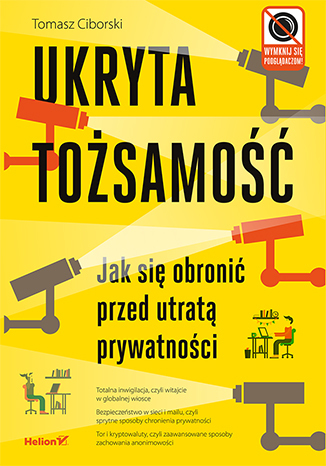 Tomasz Ciborski
WYMKNIJ SIĘ
PODGLĄDACZOM!
UKRYTA
TOŻSAMOŚĆ
Jak się obronić
przed utratą
prywatności
Totalna inwigilacja, czyli witajcie
w globalnej wiosce
Bezpieczeństwo w sieci i mailu, czyli
sprytne sposoby chronienia prywatności
Tor i kryptowaluty, czyli zaawansowane sposoby
zachowania anonimowości
Helion